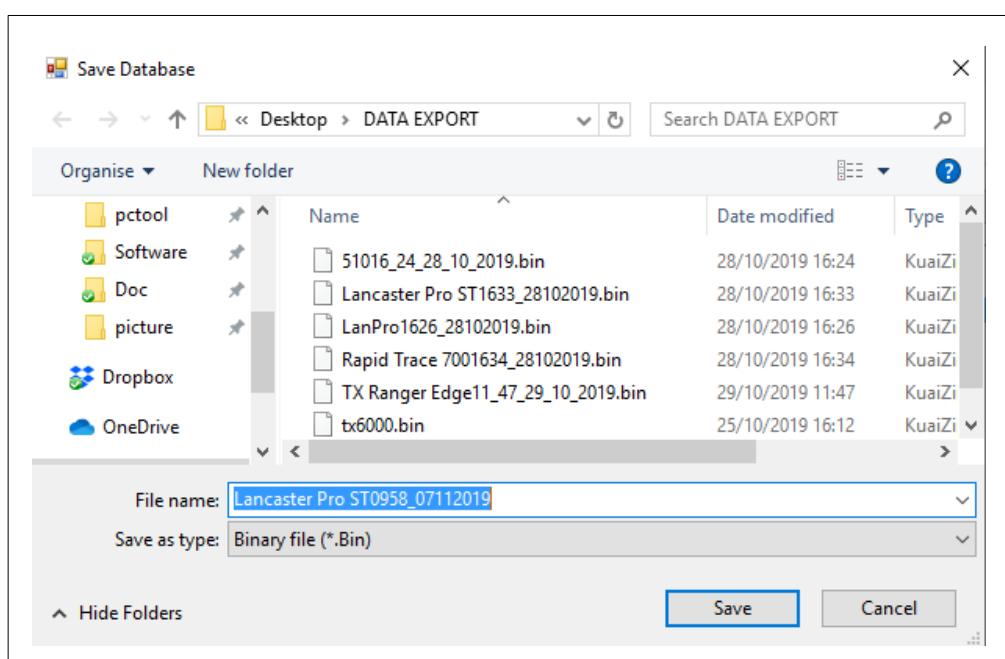 Save Database
« Desktop › DATA EXPORT
Search DATA EXPORT
Organise
New folder
pctool
Software
Doc
picture
Dropbox
OneDrive
Name Date modified Type
51016_24_28_10_2019.bin 28/10/2019 16:24 KuaiZi
Lancaster Pro ST1633_28102019.bin 28/10/2019 16:33 KuaiZi
LanPro1626_28102019.bin 28/10/2019 16:26 KuaiZi
Rapid Trace 7001634_28102019.bin 28/10/2019 16:34 KuaiZi
TX Ranger Edge11_47_29_10_2019.bin 29/10/2019 11:47 KuaiZi
tx6000.bin 25/10/2019 16:12 KuaiZi
File name: Lancaster Pro ST0958_07112019
Save as type: Binary file (*.Bin)
Hide Folders
Save
Cancel